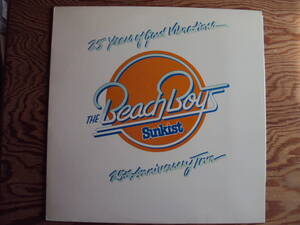 25 Years of Good Vibrations
THE
Beach Boys
Sunkist
25th Anniversary Tour